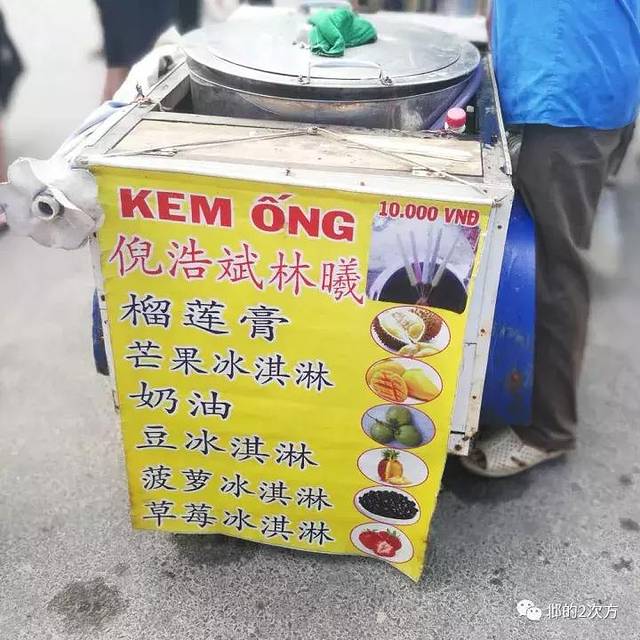 KEM ỐNG
10.000 VNĐ
倪浩斌林曦
榴莲膏
芒果冰淇淋
奶油
豆冰淇淋
菠萝冰淇淋
草莓冰淇淋
邶的2次方